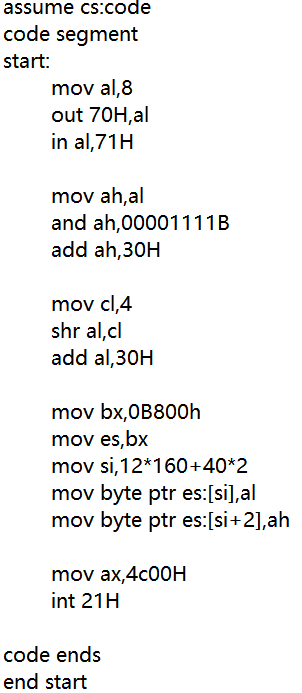 assume cs:code
code segment
start:
mov al,8
out 70H,al
in al,71H
mov ah,al
and ah,00001111B
add ah,30H
mov cl,4
shr al,cl
add al,30H
mov bx,0B800h
mov es,bx
mov si,12*160+40*2
mov byte ptr es:[si],al
mov byte ptr es:[si+2],ah
mov ax,4c00H
int 21H
code ends
end start